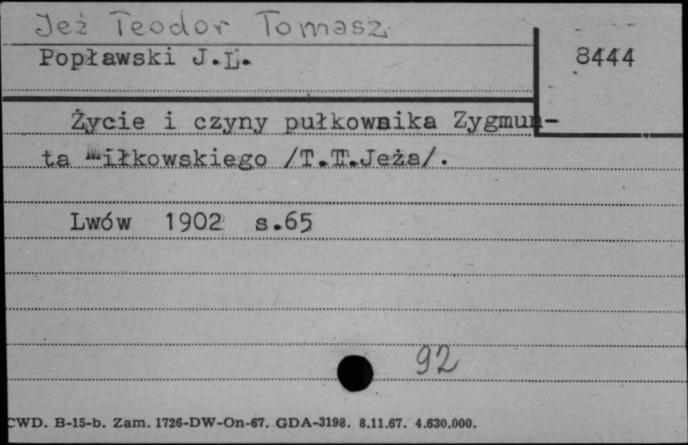 Jeż Teodor Tomasz
Popławski J.L.
8444
Życie i czyny pułkownika Zygmun-
ta Miłkowskiego /T.T.Jeża/.
Lwów 1902 s.65
92
CWD. B-15-b. Zam. 1726-DW-On-67. GDA-3198. 8.11.67. 4.630.000.